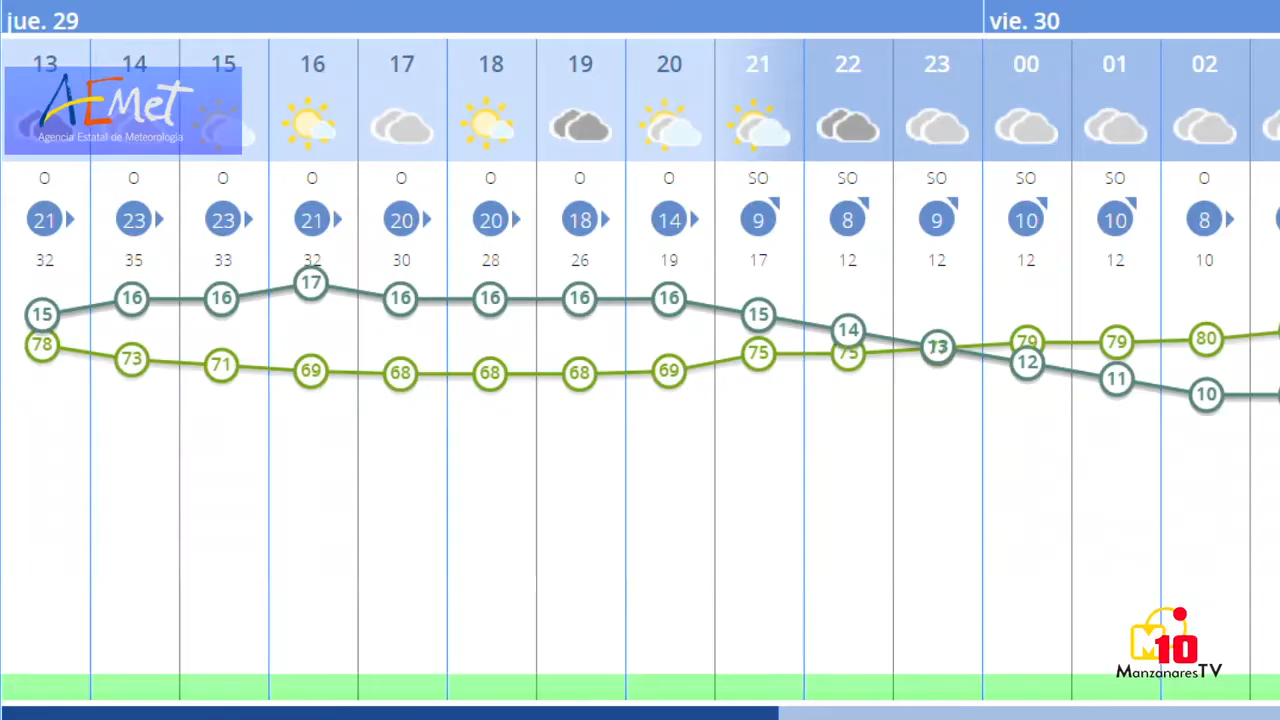 jue. 29 vie. 30
13 14 15 16 17 18 19 20 21 22 23 00 01 02
AEMet
Agencia Estatal de Meteorología
O O O O O O O O SO SO SO SO SO O
21 23 23 21 20 20 18 14 9 8 9 10 10 8
32 35 33 32 30 28 26 19 17 12 12 12 12 10
15 16 16 17 16 16 16 16 15 14 13 12 11 10
78 73 71 69 68 68 68 69 75 75 79 79 80
M10
ManzanaresTV